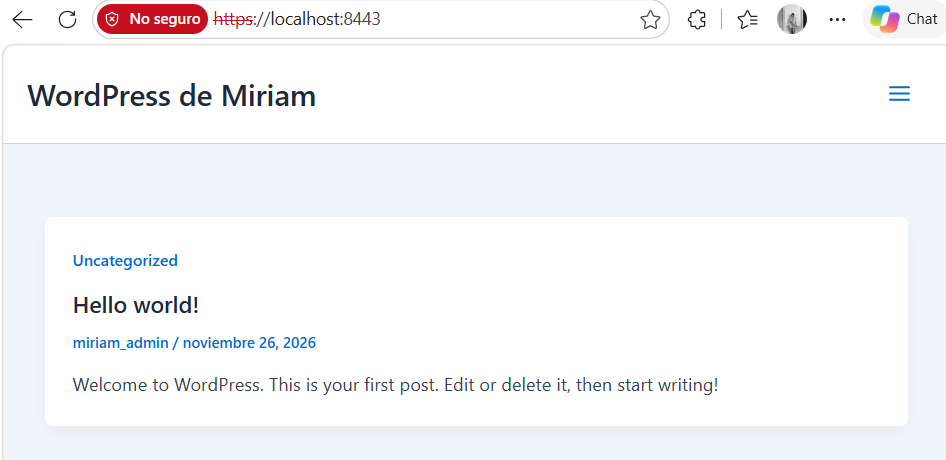 No seguro https://localhost:8443 Chat
WordPress de Miriam
Uncategorized
Hello world!
miriam_admin / noviembre 26, 2026
Welcome to WordPress. This is your first post. Edit or delete it, then start writing!